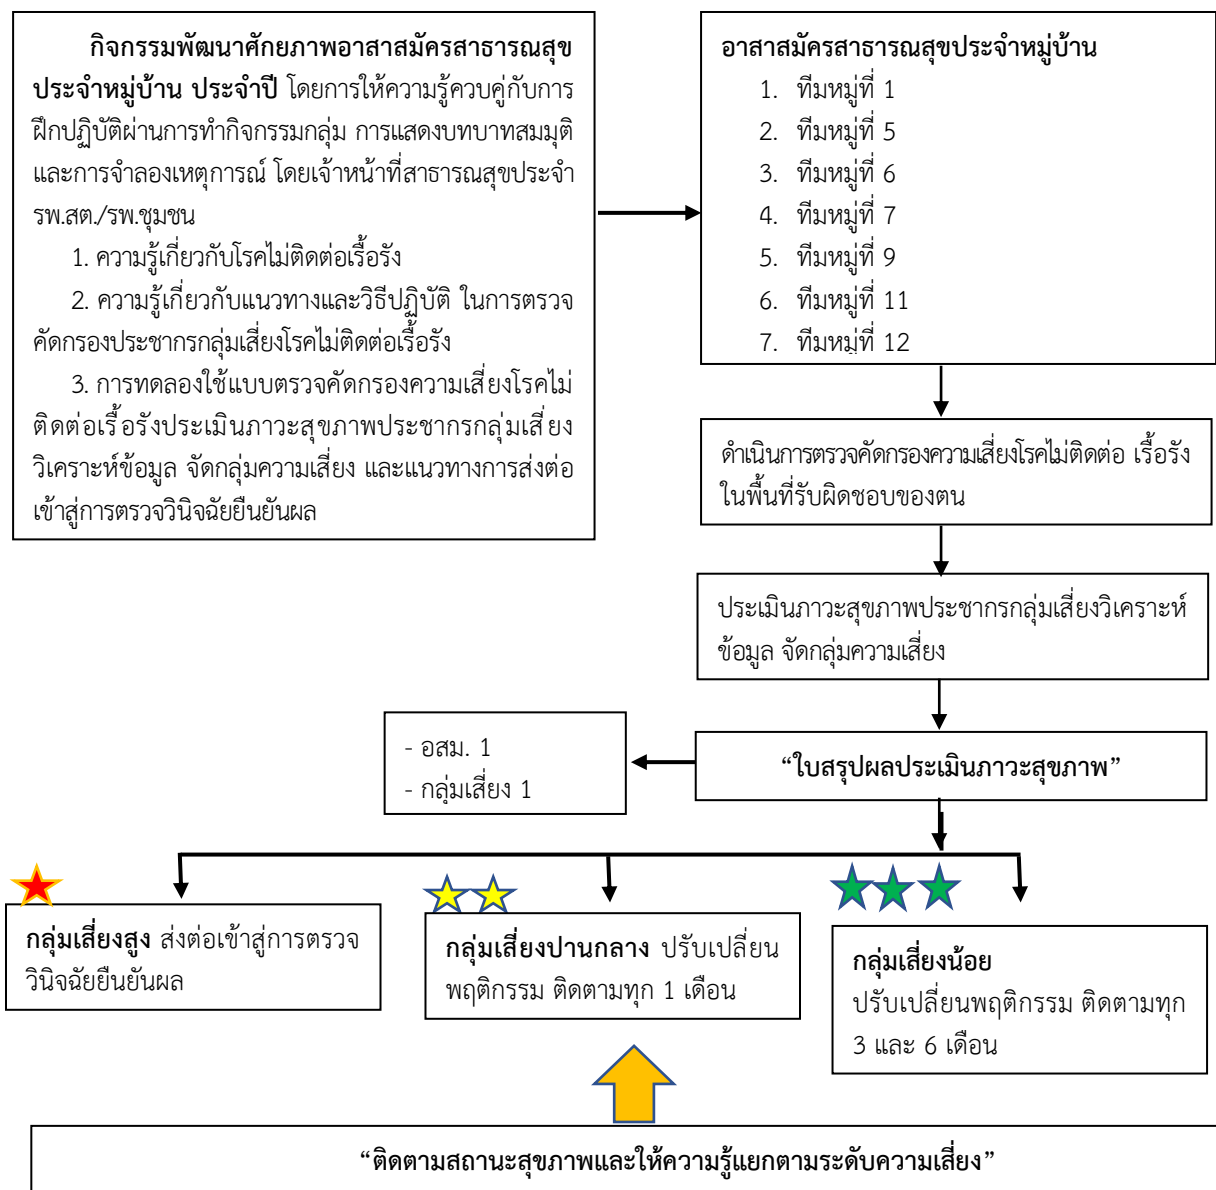 กิจกรรมพัฒนาศักยภาพอาสาสมัครสาธารณสุข
ประจำหมู่บ้าน ประจำปี โดยการให้ความรู้ควบคู่กับการ
ฝึกปฏิบัติผ่านการทำกิจกรรมกลุ่ม การแสดงบทบาทสมมุติ
และการจำลองเหตุการณ์ โดยเจ้าหน้าที่สาธารณสุขประจำ
รพ.สต./รพ.ชุมชน
1. ความรู้เกี่ยวกับโรคไม่ติดต่อเรื้อรัง
2. ความรู้เกี่ยวกับแนวทางและวิธีปฏิบัติ ในการตรวจ
คัดกรองประชากรกลุ่มเสี่ยงโรคไม่ติดต่อเรื้อรัง
3. การทดลองใช้แบบตรวจคัดกรองความเสี่ยงโรคไม่
ติดต่อเรื้อรังประเมินภาวะสุขภาพประชากรกลุ่มเสี่ยง
วิเคราะห์ข้อมูล จัดกลุ่มความเสี่ยง และแนวทางการส่งต่อ
เข้าสู่การตรวจวินิจฉัยยืนยันผล
อาสาสมัครสาธารณสุขประจำหมู่บ้าน
1. ทีมหมู่ที่ 1
2. ทีมหมู่ที่ 5
3. ทีมหมู่ที่ 6
4. ทีมหมู่ที่ 7
5. ทีมหมู่ที่ 9
6. ทีมหมู่ที่ 11
7. ทีมหมู่ที่ 12
ดำเนินการตรวจคัดกรองความเสี่ยงโรคไม่ติดต่อ เรื้อรัง
ในพื้นที่รับผิดชอบของตน
ประเมินภาวะสุขภาพประชากรกลุ่มเสี่ยงวิเคราะห์
ข้อมูล จัดกลุ่มความเสี่ยง
“ใบสรุปผลประเมินภาวะสุขภาพ”
- อสม. 1
- กลุ่มเสี่ยง 1
กลุ่มเสี่ยงสูง ส่งต่อเข้าสู่การตรวจ
วินิจฉัยยืนยันผล
กลุ่มเสี่ยงปานกลาง ปรับเปลี่ยน
พฤติกรรม ติดตามทุก 1 เดือน
กลุ่มเสี่ยงน้อย
ปรับเปลี่ยนพฤติกรรม ติดตามทุก
3 และ 6 เดือน
“ติดตามสถานะสุขภาพและให้ความรู้แยกตามระดับความเสี่ยง”